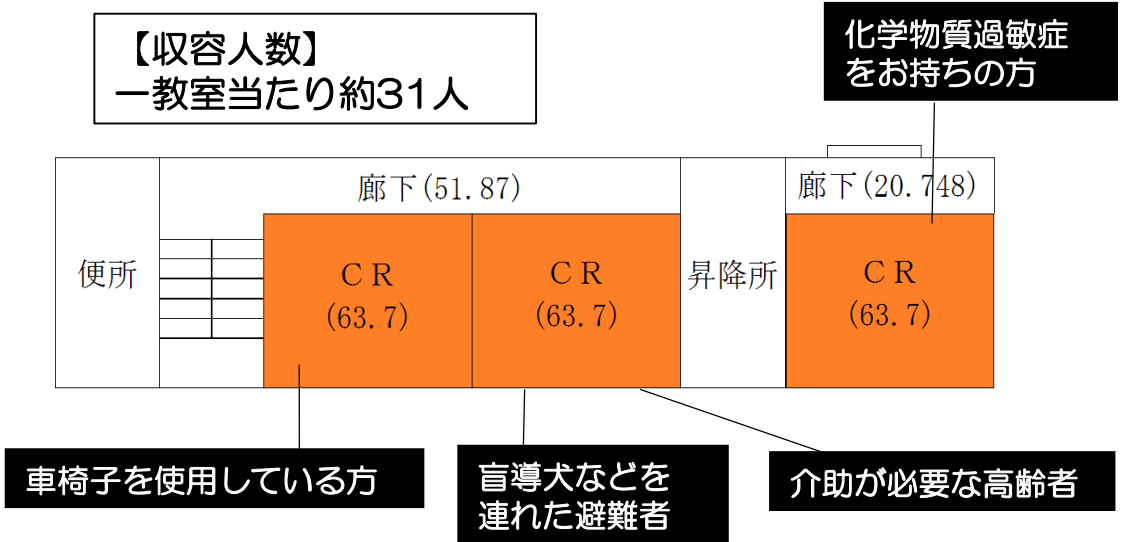 【収容人数】
一教室当たり約31人
化学物質過敏症
をお持ちの方
廊下(51.87)
廊下(20.748)
便所
CR
(63.7)
CR
(63.7)
昇降所
CR
(63.7)
車椅子を使用している方
盲導犬などを
連れた避難者
介助が必要な高齢者